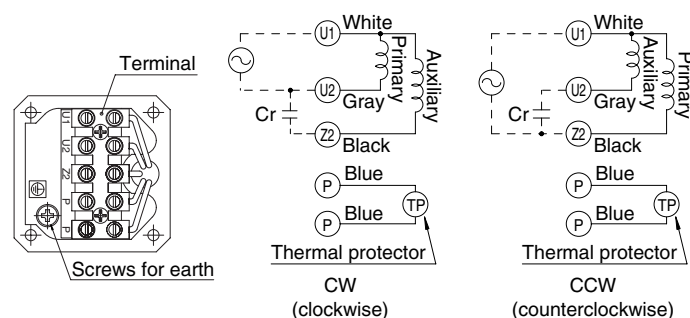 Terminal
U1
U2
Z2
P
P
Screws for earth
U1
White
Primary
Auxiliary
U2
Gray
Cr
Z2
Black
P
Blue
P
Blue
TP
Thermal protector
CW
(clockwise)
U1
White
Auxiliary
Primary
U2
Gray
Cr
Z2
Black
P
Blue
P
Blue
TP
Thermal protector
CCW
(counterclockwise)